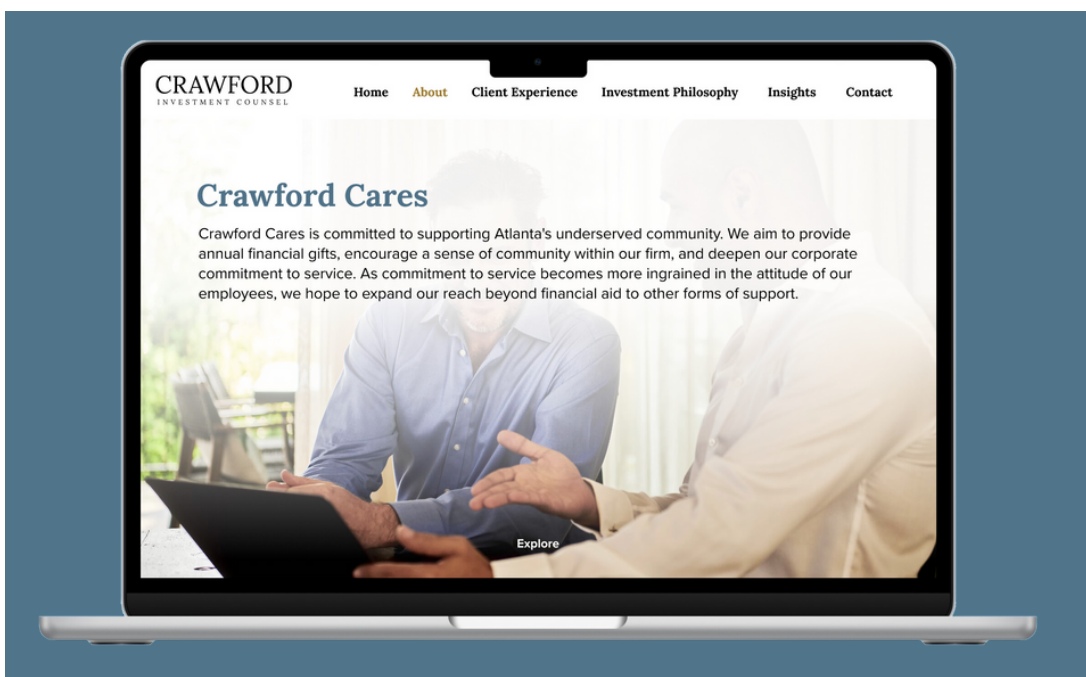 CRAWFORD
INVESTMENT COUNSEL
Home About Client Experience Investment Philosophy Insights Contact
Crawford Cares
Crawford Cares is committed to supporting Atlanta's underserved community. We aim to provide
annual financial gifts, encourage a sense of community within our firm, and deepen our corporate
commitment to service. As commitment to service becomes more ingrained in the attitude of our
employees, we hope to expand our reach beyond financial aid to other forms of support.
Explore